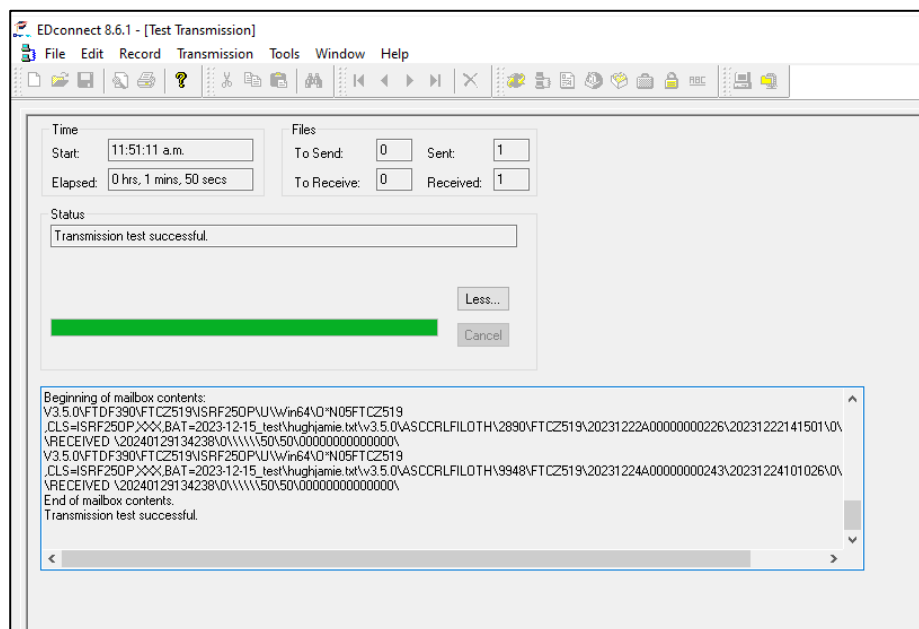 EDconnect 8.6.1 - [Test Transmission]
File Edit Record Transmission Tools Window Help
ABC
Time
Start: 11:51:11 a.m.
Elapsed: 0 hrs, 1 mins, 50 secs
Files
To Send: 0 Sent: 1
To Receive: 0 Received: 1
Status
Transmission test successful.
Less...
Cancel
Beginning of mailbox contents:
V3.5.0\FTDF390\FTCZ519\ISRF25OP\U\Win64\O*N05FTCZ519
,CLS=ISRF25OP,XXX,BAT=2023-12-15_test\hughjamie.txt\v3.5.0\ASCCRLFILOTH\2890\FTCZ519\20231222A00000000226\20231222141501\0\
\RECEIVED \20240129134238\0\\\\\\50\50\00000000000000\
V3.5.0\FTDF390\FTCZ519\ISRF25OP\U\Win64\O*N05FTCZ519
,CLS=ISRF25OP,XXX,BAT=2023-12-15_test\hughjamie.txt\v3.5.0\ASCCRLFILOTH\9948\FTCZ519\20231224A00000000243\20231224101026\0\
\RECEIVED \20240129134238\0\\\\\\50\50\00000000000000\
End of mailbox contents.
Transmission test successful.